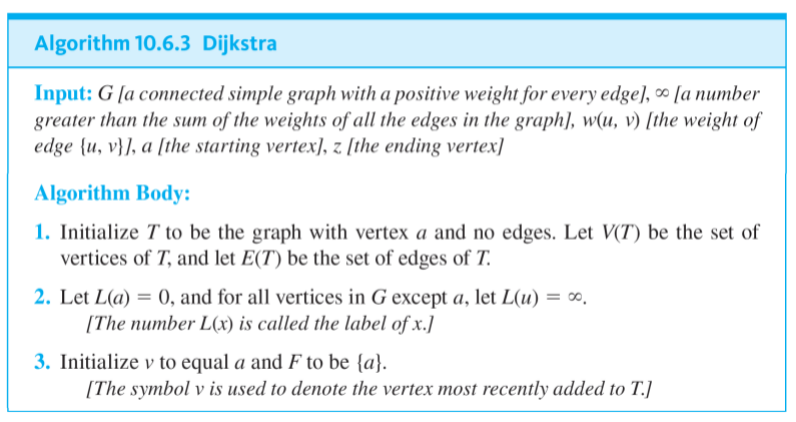 Algorithm 10.6.3 Dijkstra
Input: G [a connected simple graph with a positive weight for every edge], ∞ [a number
greater than the sum of the weights of all the edges in the graph], w(u, v) [the weight of
edge {u, v}], a [the starting vertex], z [the ending vertex]
Algorithm Body:
1. Initialize T to be the graph with vertex a and no edges. Let V(T) be the set of
vertices of T, and let E(T) be the set of edges of T.
2. Let L(a) = 0, and for all vertices in G except a, let L(u) = ∞.
[The number L(x) is called the label of x.]
3. Initialize v to equal a and F to be {a}.
[The symbol v is used to denote the vertex most recently added to T.]